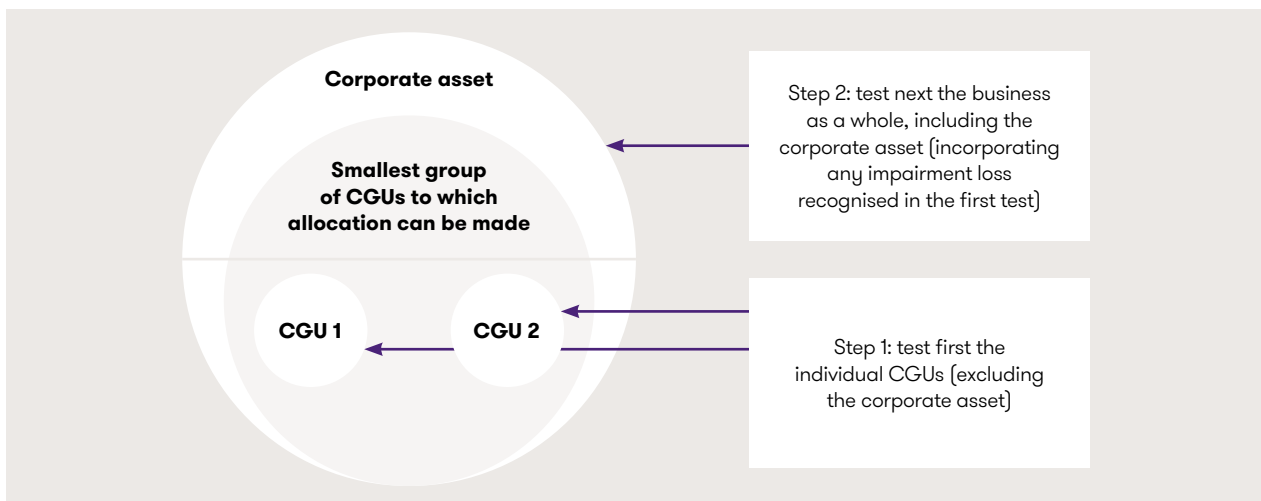 Corporate asset
Smallest group
of CGUs to which
allocation can be made
CGU 1
CGU 2
Step 2: test next the business
as a whole, including the
corporate asset (incorporating
any impairment loss
recognised in the first test)
Step 1: test first the
individual CGUs (excluding
the corporate asset)